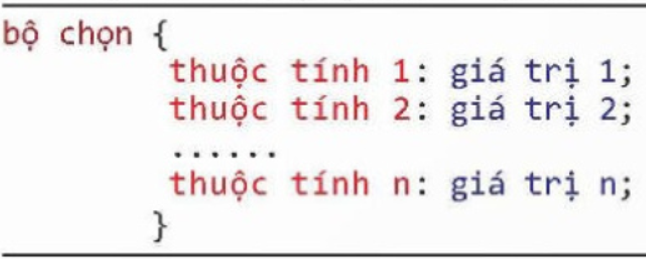 bộ chọn {
thuộc tính 1: giá trị 1;
thuộc tính 2: giá trị 2;
......
thuộc tính n: giá trị n;
}